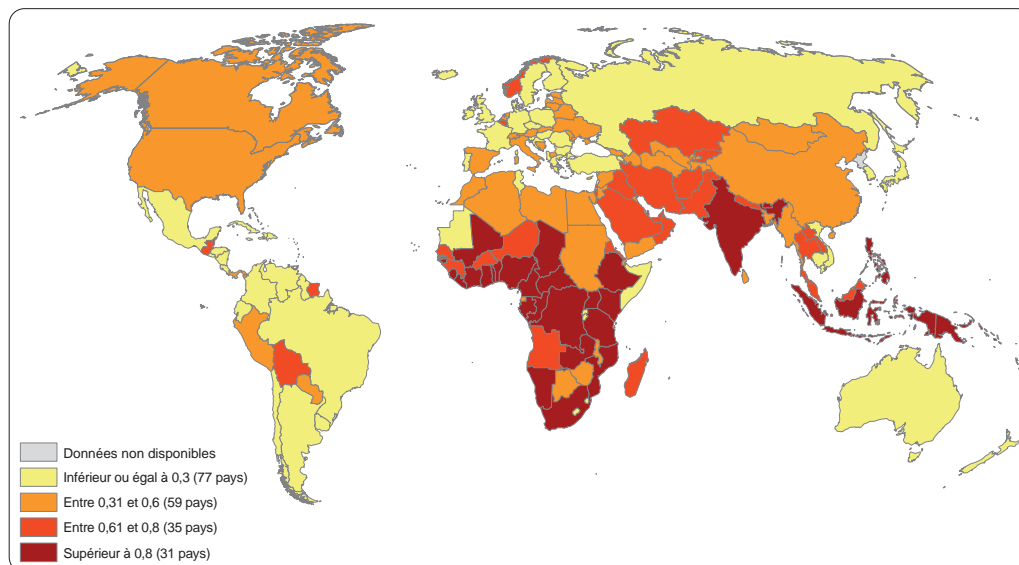 Données non disponibles
Inférieur ou égal à 0,3 (77 pays)
Entre 0,31 et 0,6 (59 pays)
Entre 0,61 et 0,8 (35 pays)
Supérieur à 0,8 (31 pays)